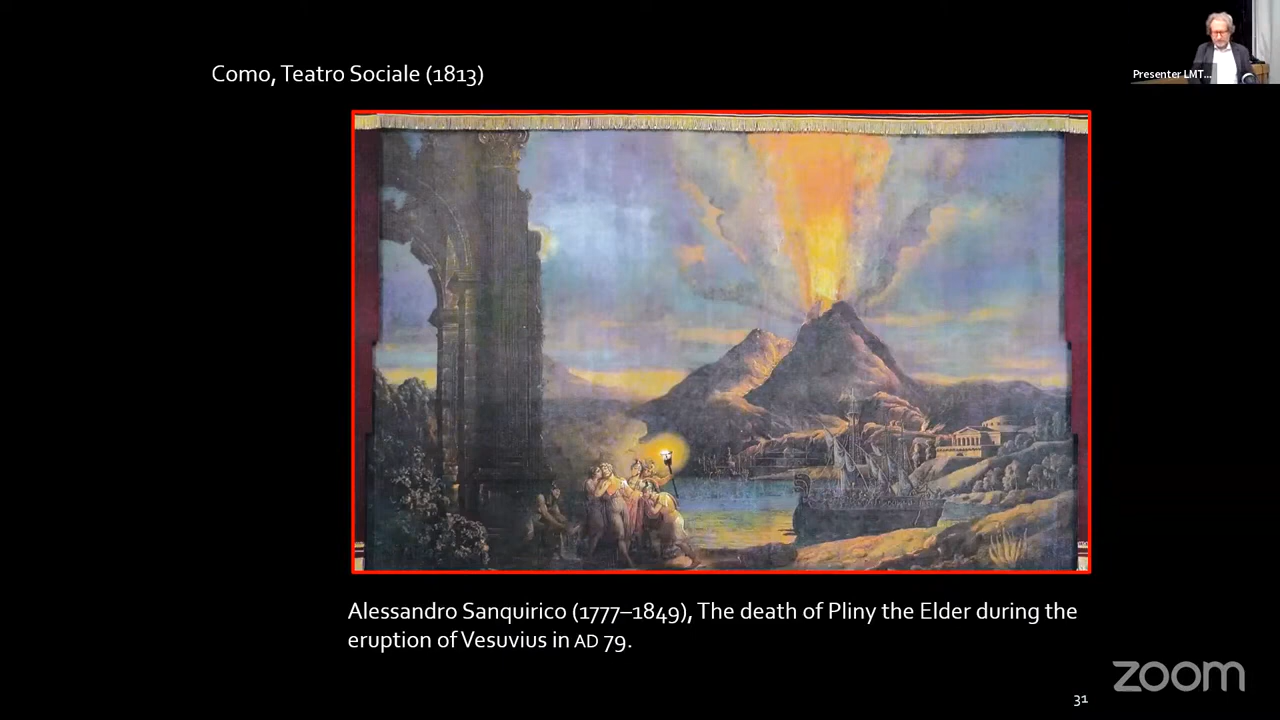 Como, Teatro Sociale (1813)
Presenter LMT...
Alessandro Sanquirico (1777–1849), The death of Pliny the Elder during the
eruption of Vesuvius in AD 79.
zoom
31